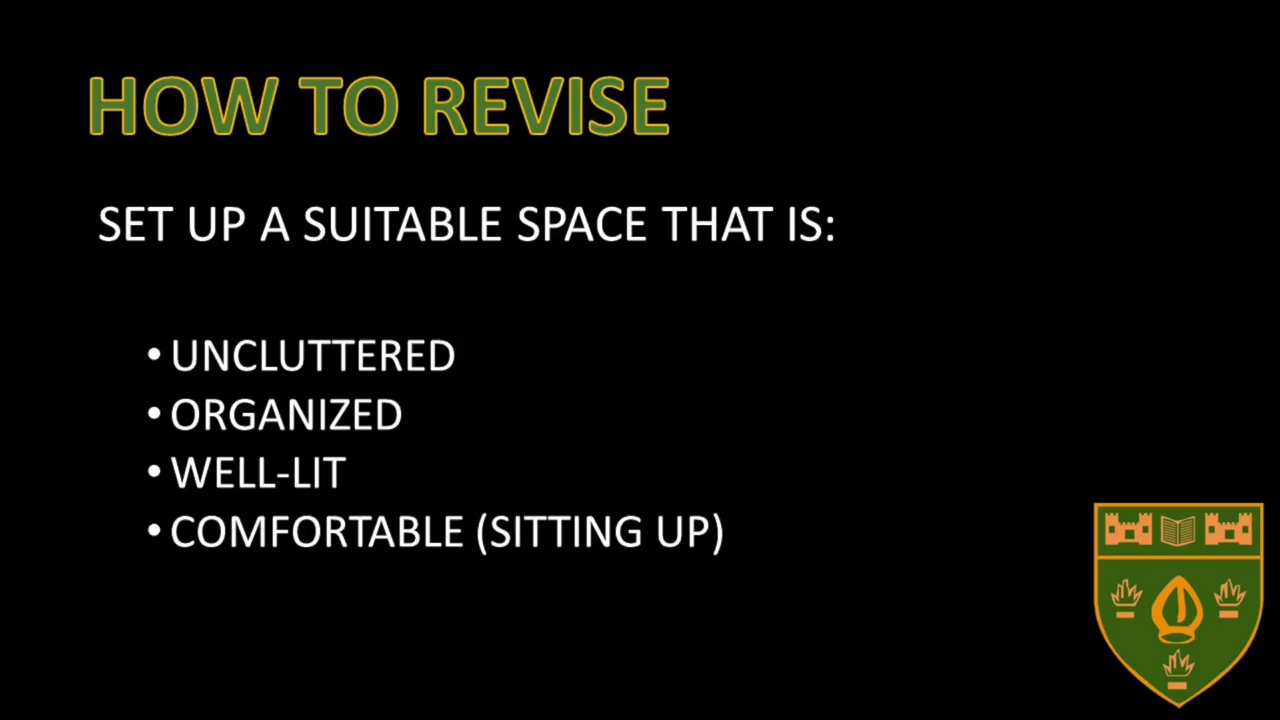 HOW TO REVISE
SET UP A SUITABLE SPACE THAT IS:
• UNCLUTTERED
• ORGANIZED
• WELL-LIT
• COMFORTABLE (SITTING UP)